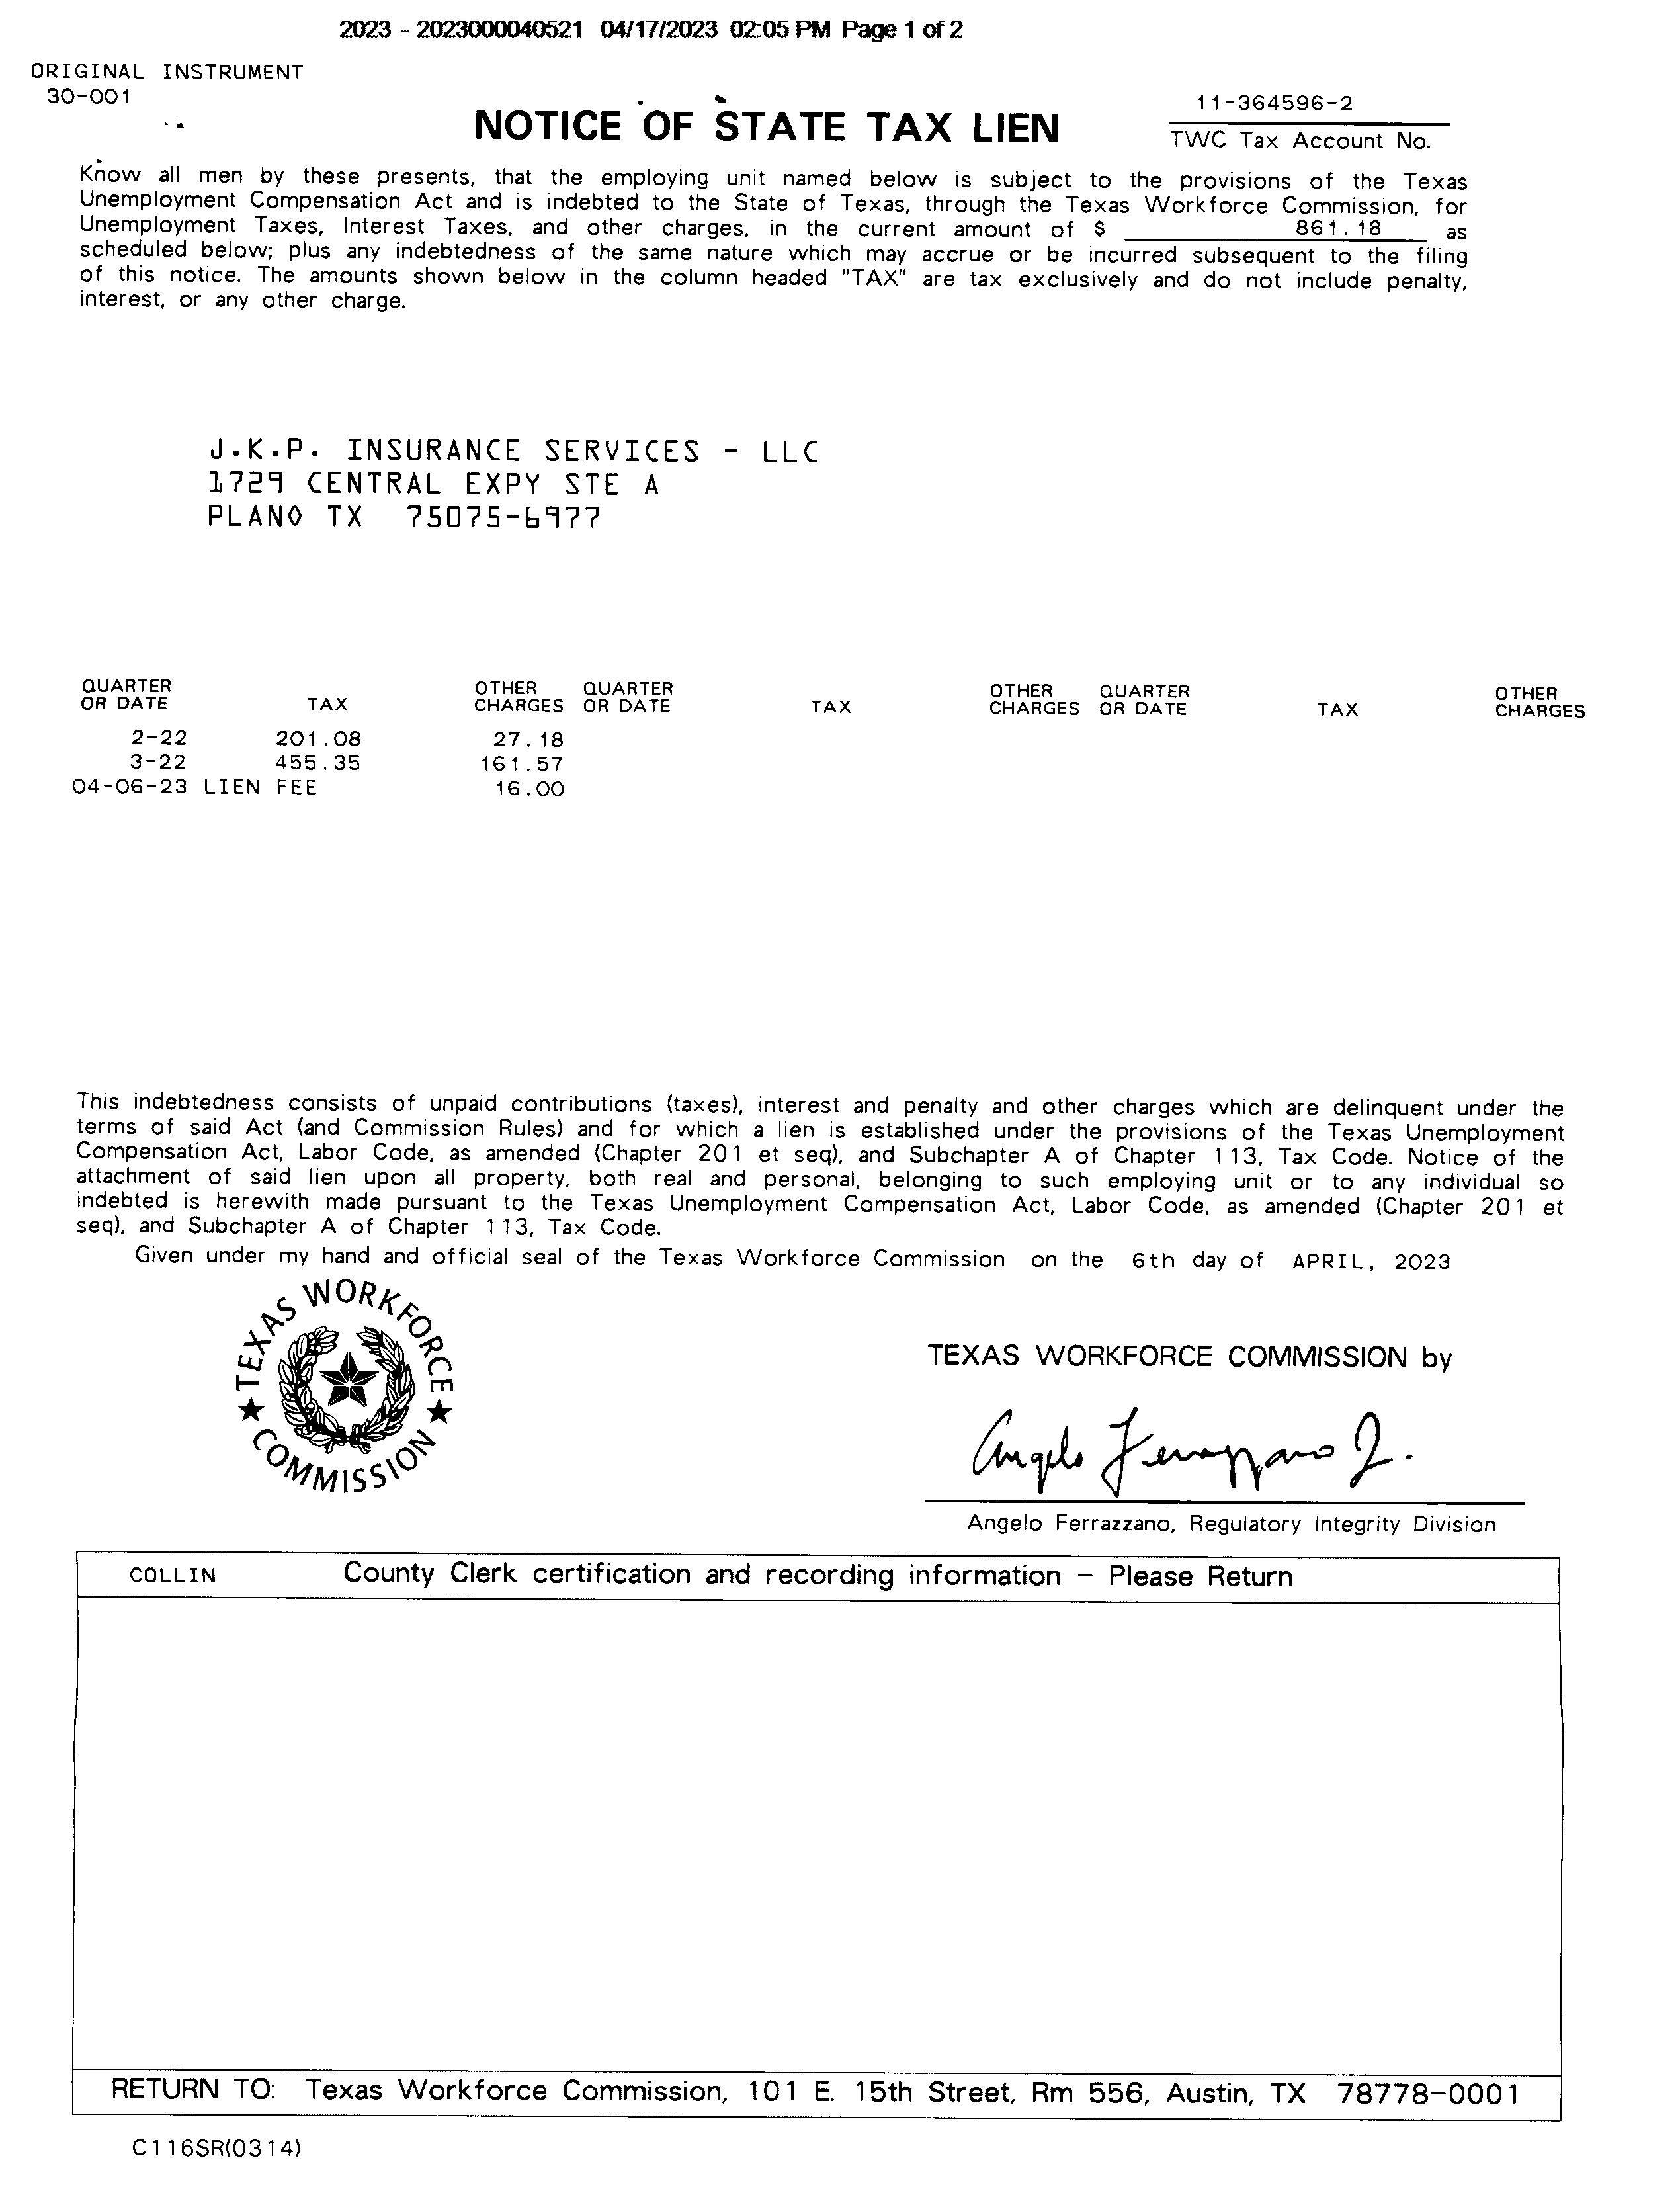 2023 - 2023000040521 04/17/2023 02:05 PM Page 1 of 2
ORIGINAL INSTRUMENT
30-001
11-364596-2
NOTICE OF STATE TAX LIEN
TWC Tax Account No.
Know all men by these presents, that the employing unit named below is subject to the provisions of the Texas
Unemployment Compensation Act and is indebted to the State of Texas, through the Texas Workforce Commission, for
Unemployment Taxes, Interest Taxes, and other charges, in the current amount of $ 861.18 as
scheduled below; plus any indebtedness of the same nature which may accrue or be incurred subsequent to the filing
of this notice. The amounts shown below in the column headed "TAX" are tax exclusively and do not include penalty,
interest, or any other charge.
J.K.P. INSURANCE SERVICES - LLC
1729 CENTRAL EXPY STE A
PLANO TX 75075-6977
QUARTER OTHER QUARTER OTHER QUARTER OTHER
OR DATE TAX CHARGES OR DATE TAX CHARGES OR DATE TAX CHARGES
2-22 201.08 27.18
3-22 455.35 161.57
04-06-23 LIEN FEE 16.00
This indebtedness consists of unpaid contributions (taxes), interest and penalty and other charges which are delinquent under the
terms of said Act (and Commission Rules) and for which a lien is established under the provisions of the Texas Unemployment
Compensation Act, Labor Code, as amended (Chapter 201 et seq), and Subchapter A of Chapter 113, Tax Code. Notice of the
attachment of said lien upon all property, both real and personal, belonging to such employing unit or to any individual so
indebted is herewith made pursuant to the Texas Unemployment Compensation Act, Labor Code, as amended (Chapter 201 et
seq), and Subchapter A of Chapter 113, Tax Code.
Given under my hand and official seal of the Texas Workforce Commission on the 6th day of APRIL, 2023
TEXAS WORKFORCE
COMMISSION
TEXAS WORKFORCE COMMISSION by
Angelo Ferrazzano Jr.
Angelo Ferrazzano, Regulatory Integrity Division
COLLIN County Clerk certification and recording information - Please Return
RETURN TO: Texas Workforce Commission, 101 E. 15th Street, Rm 556, Austin, TX 78778-0001
C116SR(0314)